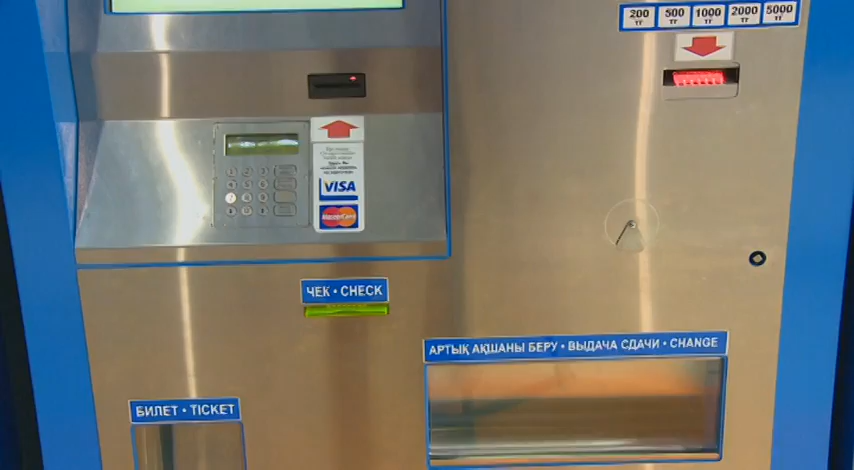 200 тг
500 тг
1000 тг
2000 тг
5000 тг
VISA
MasterCard
ЧЕК • CHECK
АРТЫҚ АҚШАНЫ БЕРУ • ВЫДАЧА СДАЧИ • CHANGE
БИЛЕТ • TICKET